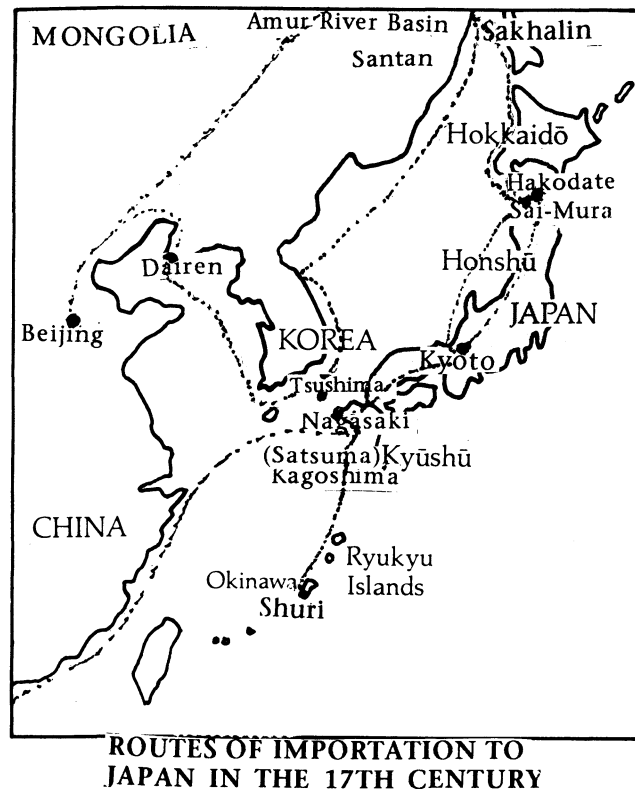 MONGOLIA
Amur River Basin
Santan
Sakhalin
Hokkaidō
Hakodate
Sai-Mura
Honshū
JAPAN
Dairen
Beijing
KOREA
Kyoto
Tsushima
Nagasaki
(Satsuma) Kyūshū
Kagoshima
CHINA
Ryukyu
Islands
Okinawa
Shuri
ROUTES OF IMPORTATION TO
JAPAN IN THE 17TH CENTURY